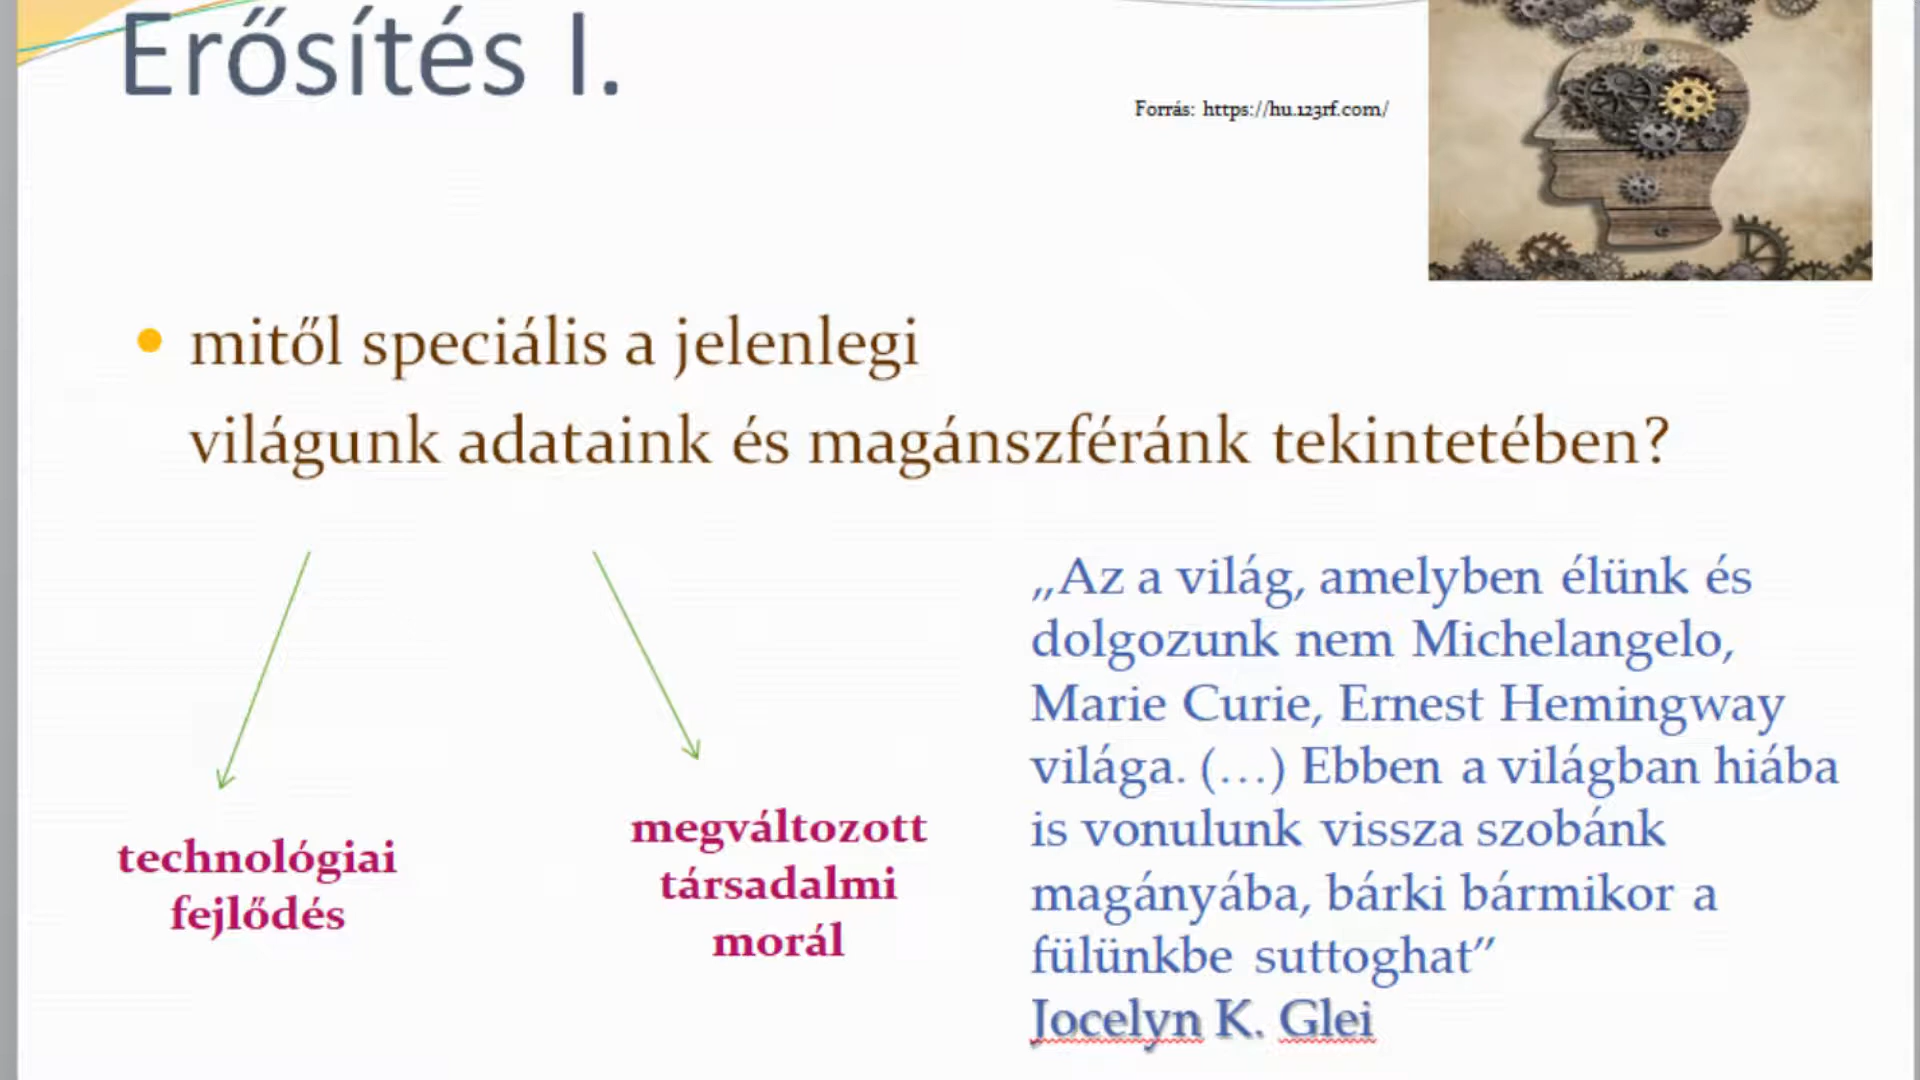 Erősítés I.
Forrás: https://hu.123rf.com/
mitől speciális a jelenlegi
világunk adataink és magánszféránk tekintetében?
technológiai
fejlődés
megváltozott
társadalmi
morál
„Az a világ, amelyben élünk és
dolgozunk nem Michelangelo,
Marie Curie, Ernest Hemingway
világa. (…) Ebben a világban hiába
is vonulunk vissza szobánk
magányába, bárki bármikor a
fülünkbe suttoghat”
Jocelyn K. Glei